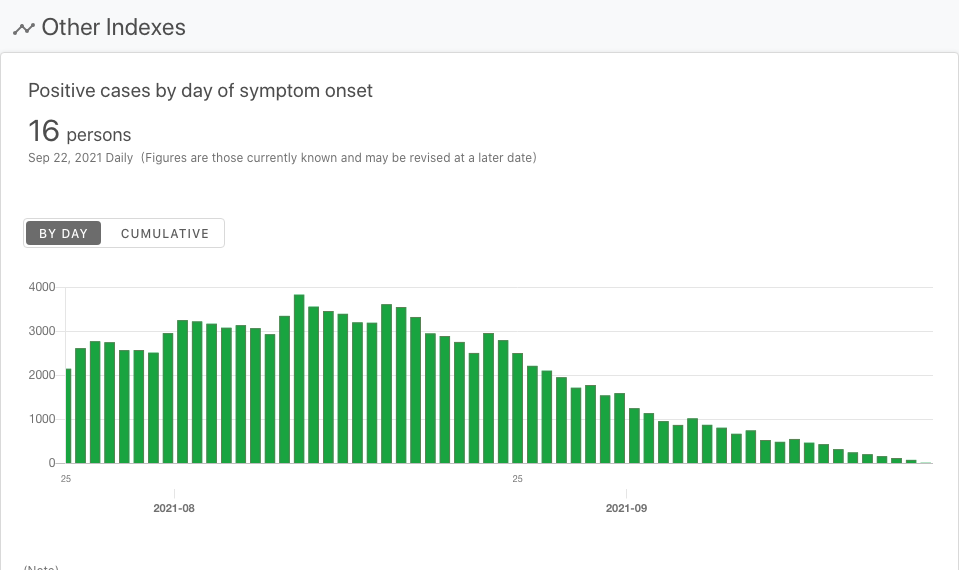 Other Indexes
Positive cases by day of symptom onset
16 persons
Sep 22, 2021 Daily (Figures are those currently known and may be revised at a later date)
BY DAY CUMULATIVE
4000
3000
2000
1000
0
25 25
2021-08 2021-09
(Note)